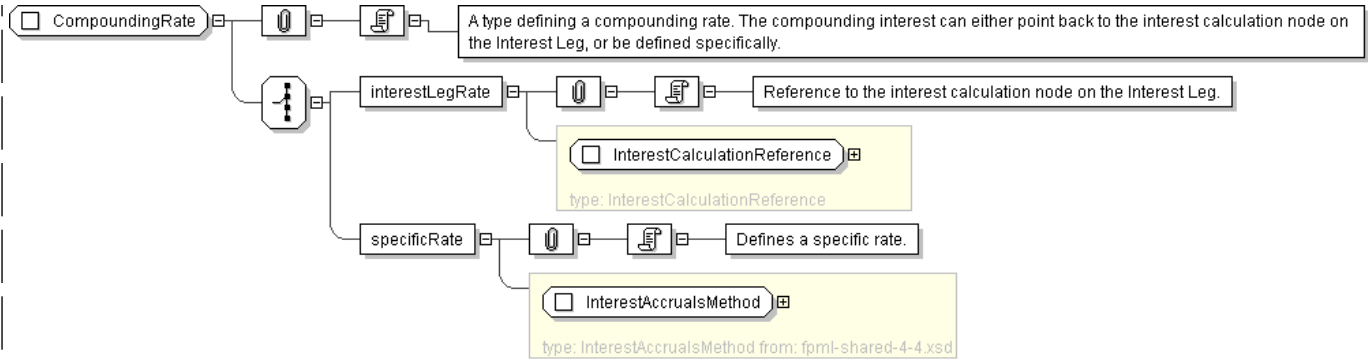 CompoundingRate
A type defining a compounding rate. The compounding interest can either point back to the interest calculation node on
the Interest Leg, or be defined specifically.
interestLegRate
Reference to the interest calculation node on the Interest Leg.
InterestCalculationReference
type: InterestCalculationReference
specificRate
Defines a specific rate.
InterestAccrualsMethod
type: InterestAccrualsMethod from: fpml-shared-4-4.xsd